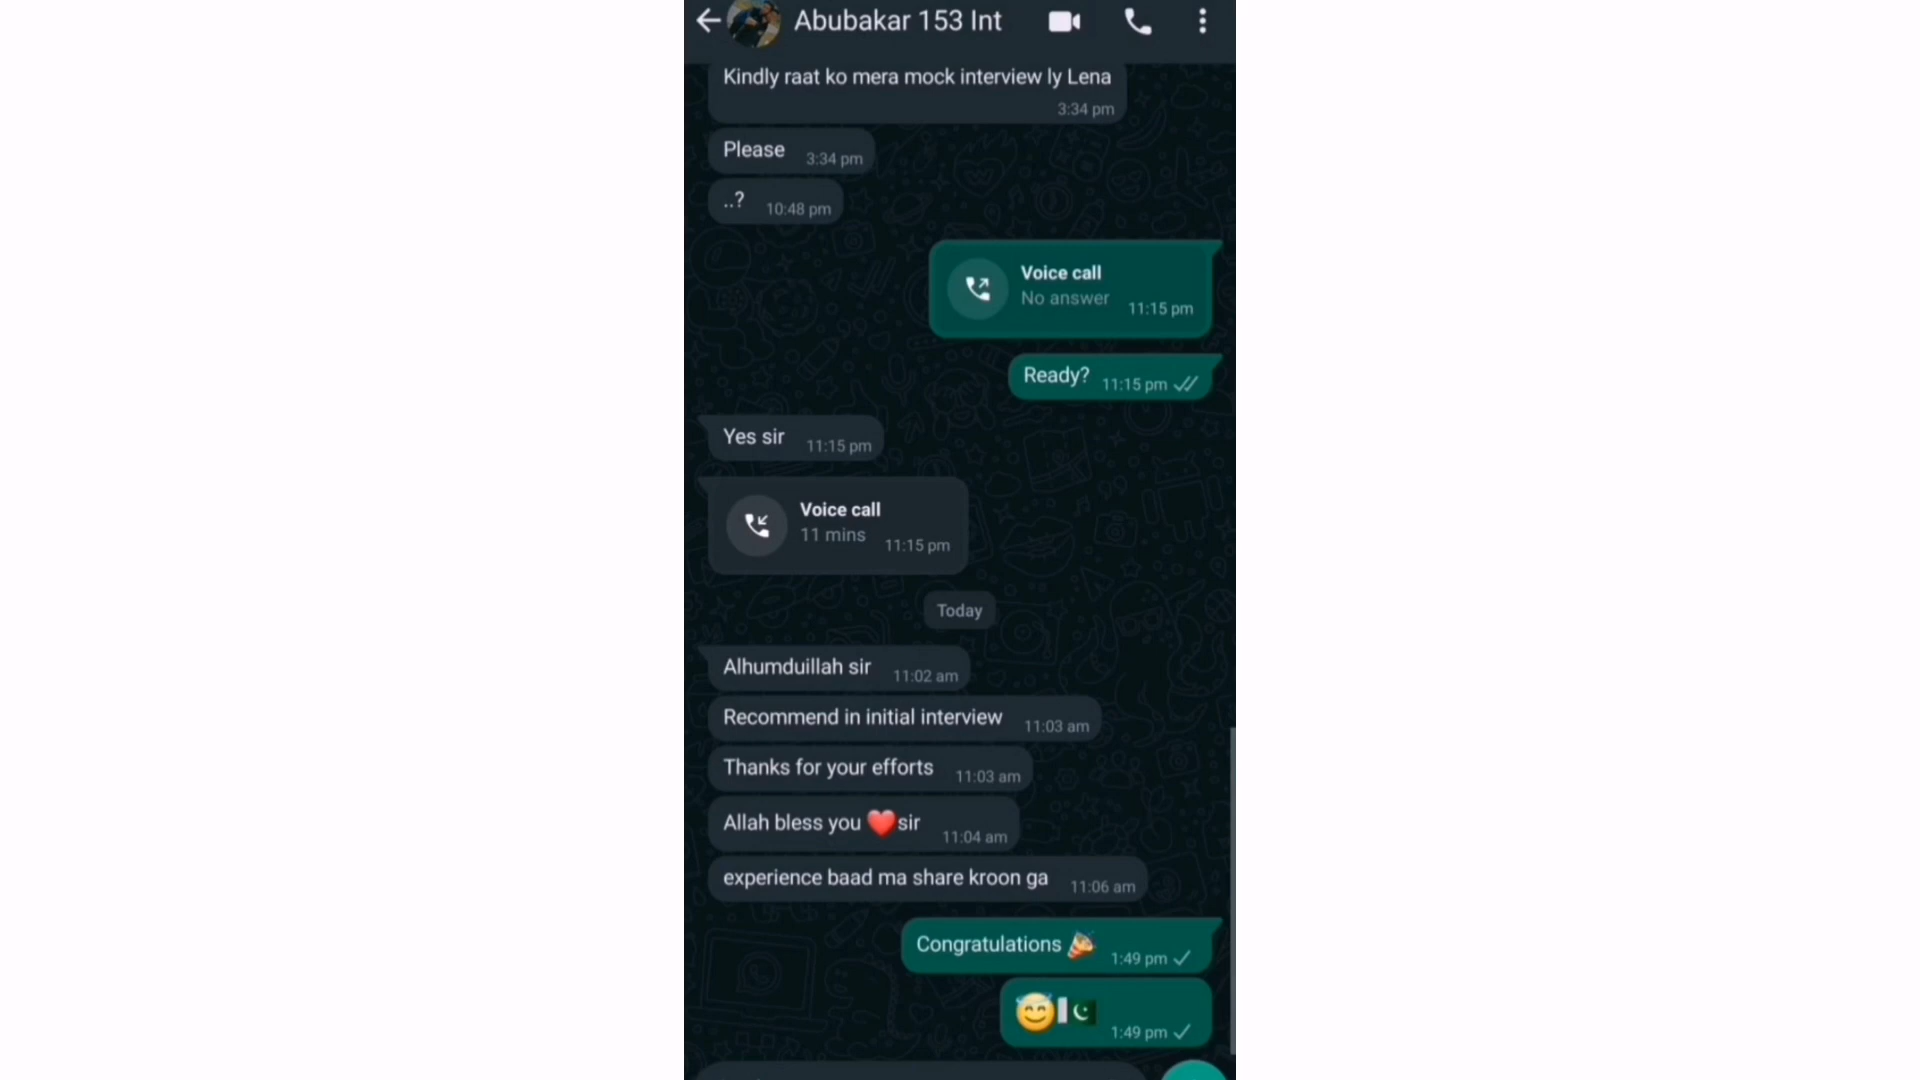 Abubakar 153 Int
Kindly raat ko mera mock interview ly Lena
3:34 pm
Please 3:34 pm
..? 10:48 pm
Voice call
No answer 11:15 pm
Ready? 11:15 pm
Yes sir 11:15 pm
Voice call
11 mins 11:15 pm
Today
Alhumduillah sir 11:02 am
Recommend in initial interview 11:03 am
Thanks for your efforts 11:03 am
Allah bless you ❤️sir 11:04 am
experience baad ma share kroon ga 11:06 am
Congratulations 🎉 1:49 pm
😇🇵🇰 1:49 pm